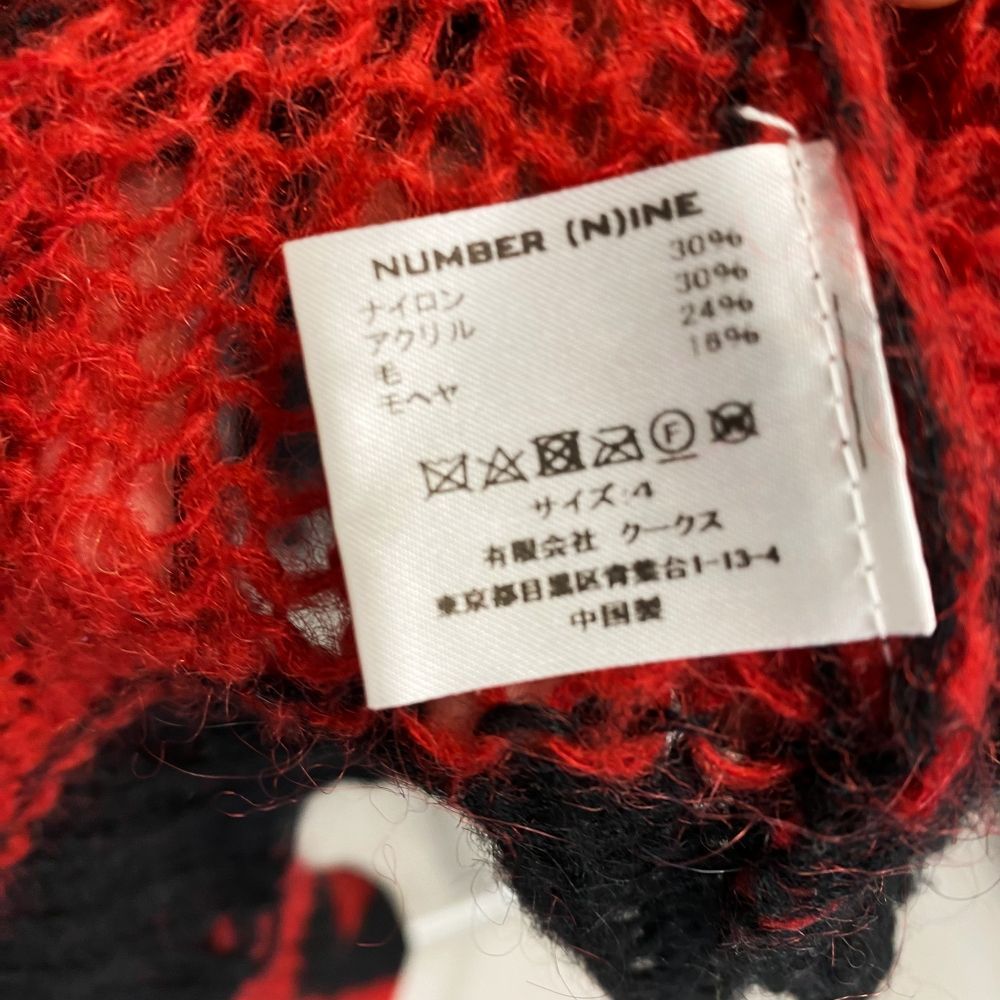 NUMBER (N)INE
ナイロン 30%
アクリル 30%
毛 24%
モヘヤ 18%
F
サイズ:4
有限会社 クークス
東京都目黒区青葉台1-13-4
中国製